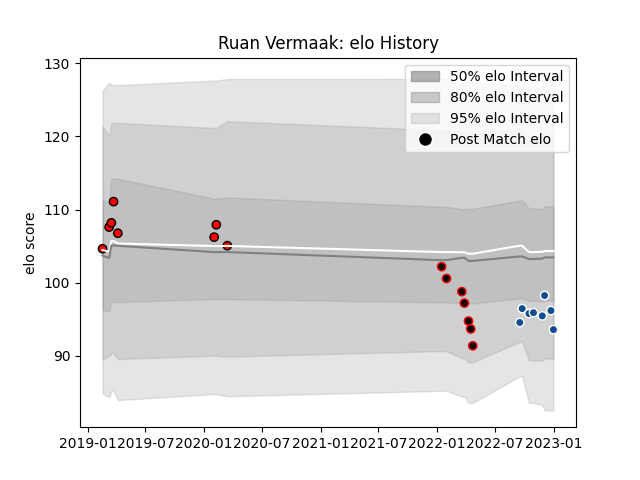 Ruan Vermaak: elo History
50% elo Interval
80% elo Interval
95% elo Interval
Post Match elo
elo score
130
120
110
100
90
2019-01 2019-07 2020-01 2020-07 2021-01 2021-07 2022-01 2022-07 2023-01